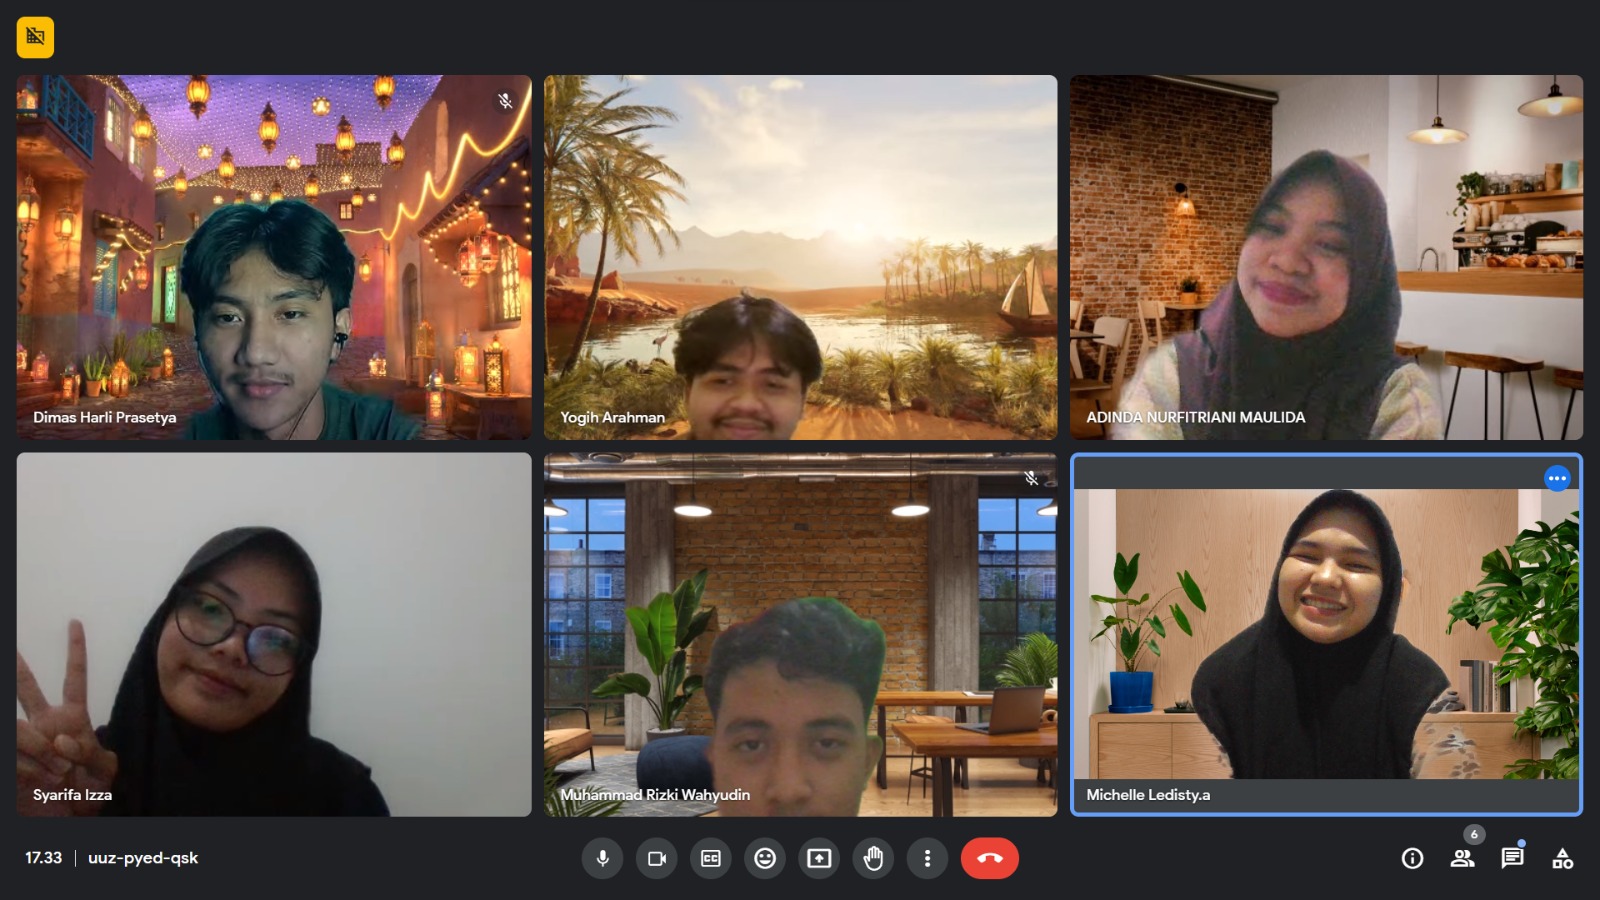 Dimas Harli Prasetya
Yogih Arahman
ADINDA NURFITRIANI MAULIDA
Syarifa Izza
Muhammad Rizki Wahyudin
Michelle Ledisty.a
17.33 | uuz-pyed-qsk
CC
6